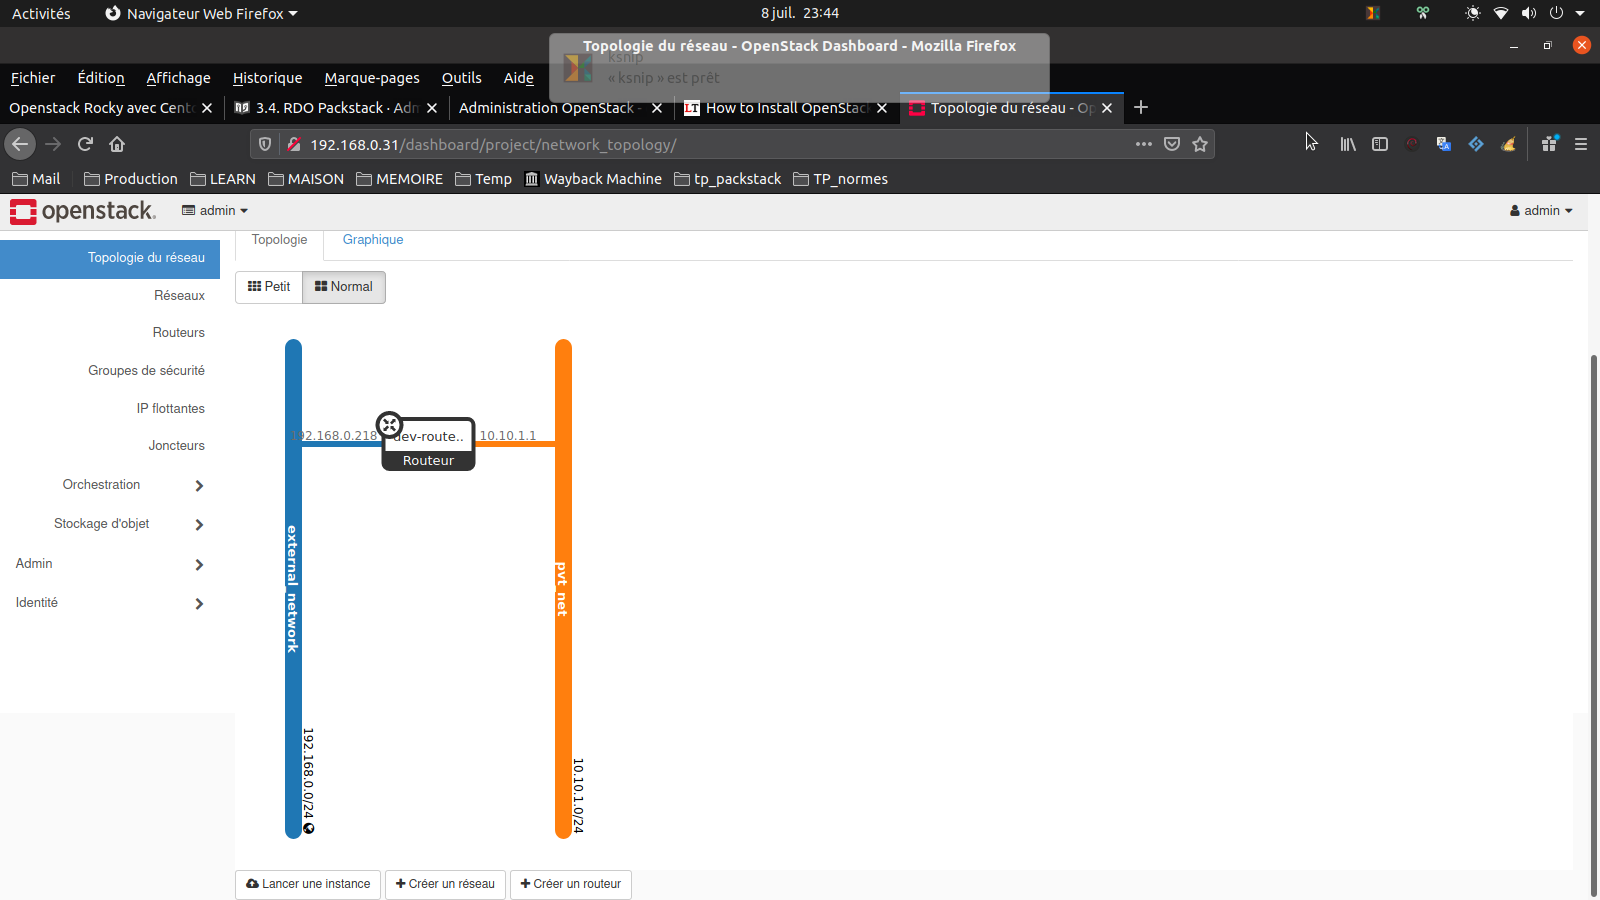 Activités
Navigateur Web Firefox
8 juil. 23:44
Topologie du réseau - OpenStack Dashboard - Mozilla Firefox
ksnip
« ksnip » est prêt
Fichier Édition Affichage Historique Marque-pages Outils Aide
Openstack Rocky avec Cent
3.4. RDO Packstack · Adm
Administration OpenStack -
How to Install OpenStack
Topologie du réseau - Op
192.168.0.31/dashboard/project/network_topology/
Mail Production LEARN MAISON MEMOIRE Temp Wayback Machine tp_packstack TP_normes
openstack.
admin
admin
Topologie du réseau
Réseaux
Routeurs
Groupes de sécurité
IP flottantes
Joncteurs
Orchestration
Stockage d'objet
Admin
Identité
Topologie
Graphique
Petit
Normal
192.168.0.218
dev-route..
Routeur
10.10.1.1
external_network
192.168.0.0/24
pvt_net
10.10.1.0/24
Lancer une instance
Créer un réseau
Créer un routeur